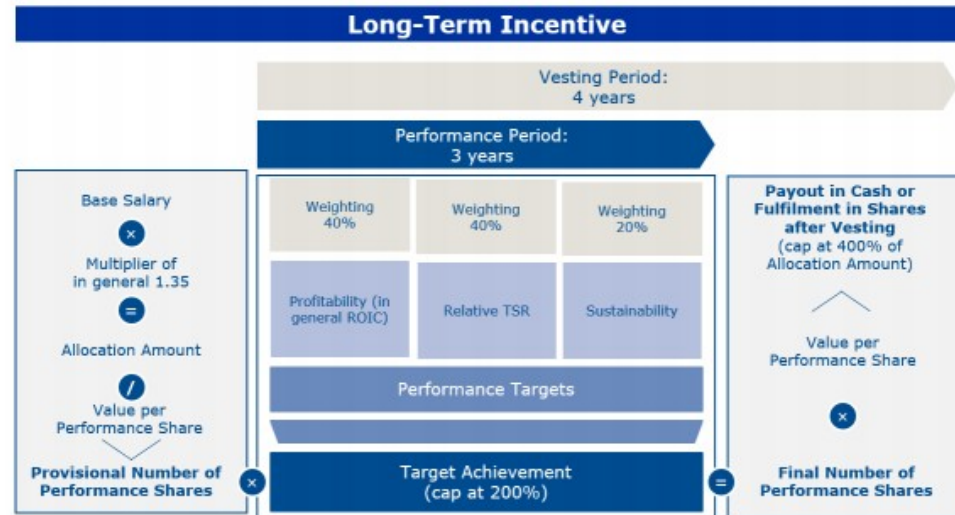 Long-Term Incentive
Vesting Period:
4 years
Performance Period:
3 years
Base Salary
×
Multiplier of
in general 1.35
=
Allocation Amount
/
Value per
Performance Share
Provisional Number of
Performance Shares
×
Weighting
40%
Weighting
40%
Weighting
20%
Profitability (in
general ROIC)
Relative TSR
Sustainability
Performance Targets
Target Achievement
(cap at 200%)
=
Payout in Cash or
Fulfilment in Shares
after Vesting
(cap at 400% of
Allocation Amount)
Value per
Performance Share
×
Final Number of
Performance Shares